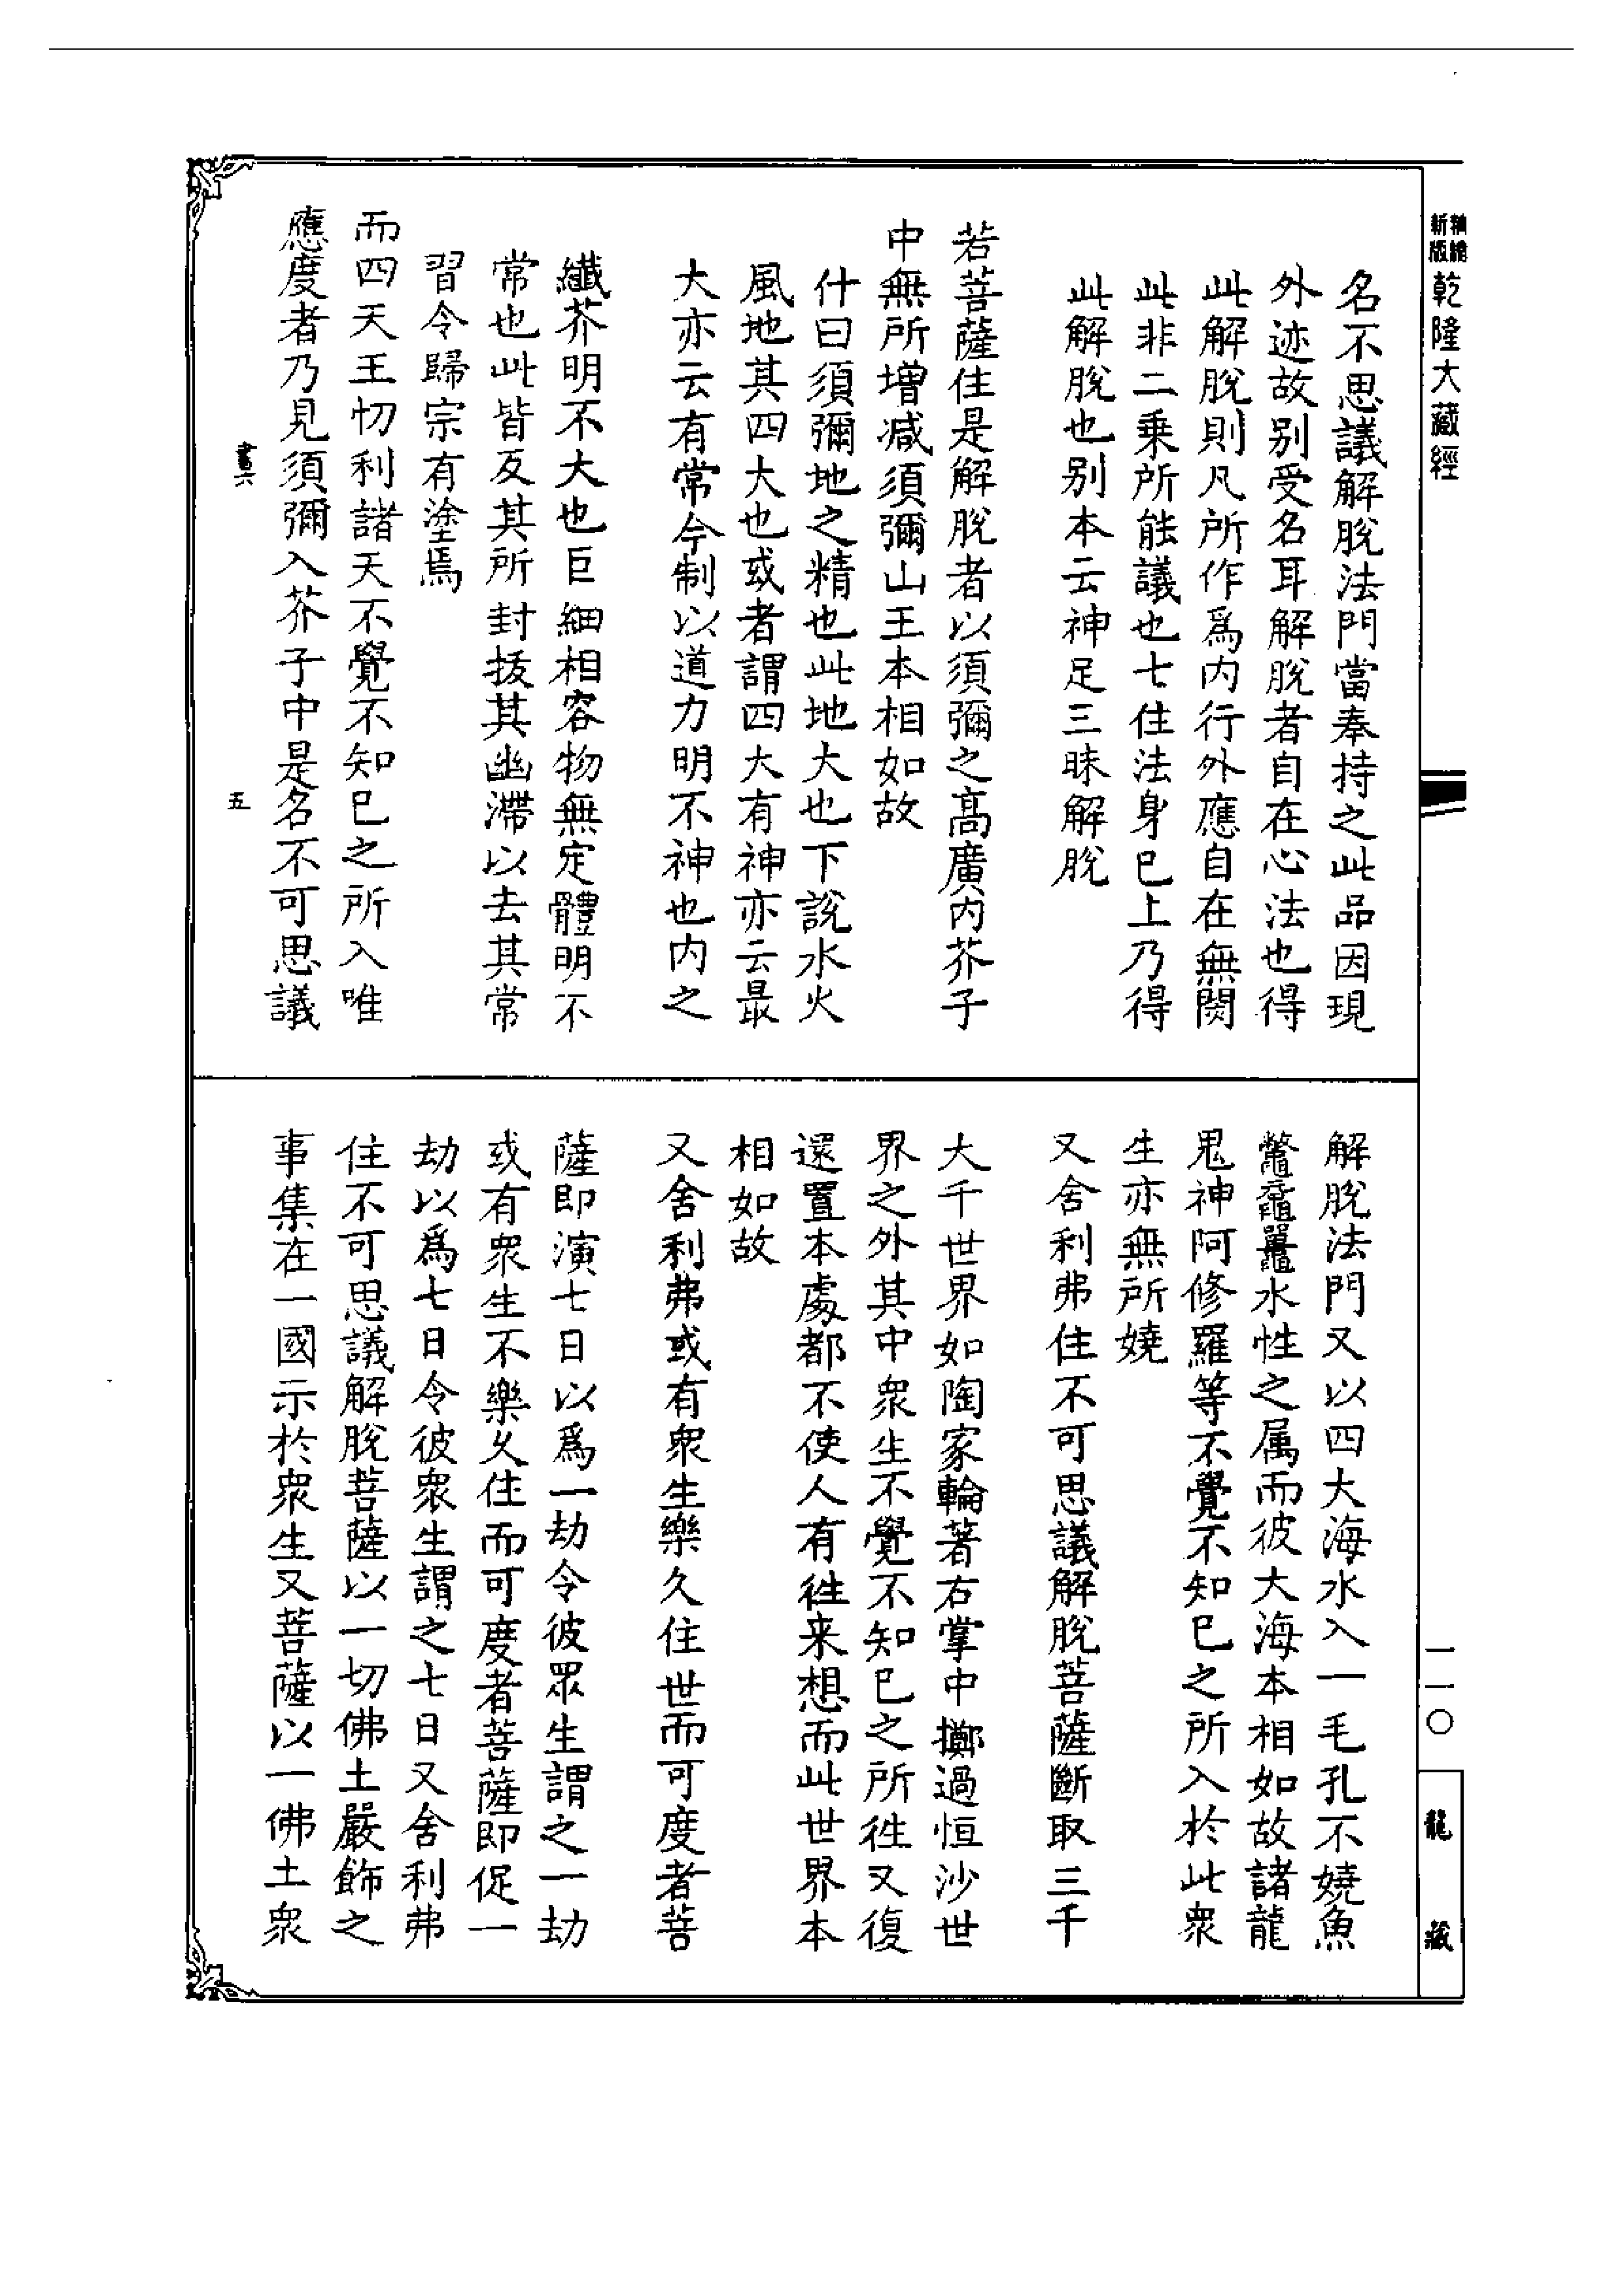 新版
精縮
乾隆大藏經
名不思議解脫法門當奉持之此品因現
外迹故别受名耳解脫者自在心法也得
此解脫則凡所作爲内行外應自在無閡
此非二乗所能議也七住法身已上乃得
此解脫也别本云神足三昧解脫
若菩薩住是解脫者以須彌之髙廣内芥子
中無所增减須彌山王本相如故
什曰須彌地之精也此地大也下說水火
風地其四大也或者謂四大有神亦云最
大亦云有常今制以道力明不神也内之
纖芥明不大也巨細相容物無定體明不
常也此皆反其所封拔其幽滯以去其常
習令歸宗有塗焉
而四天王忉利諸天不覺不知已之所入唯
應度者乃見須彌入芥子中是名不可思議
晝六
五
解脫法門又以四大海水入一毛孔不嬈魚
鼈黿鼉水性之属而彼大海本相如故諸龍
鬼神阿修羅等不覺不知已之所入於此衆
生亦無所嬈
又舍利弗住不可思議解脫菩薩斷取三千
大千世界如陶家輪著右掌中擲過恒沙世
界之外其中衆生不覺不知已之所徃又復
還置本處都不使人有徃来想而此世界本
相如故
又舍利弗或有衆生樂久住世而可度者菩
薩即演七日以爲一劫令彼衆生謂之一劫
或有衆生不樂乆住而可度者菩薩即促一
劫以爲七日令彼衆生謂之七日又舍利弗
住不可思議解脫菩薩以一切佛土嚴飾之
事集在一國示於衆生又菩薩以一佛土衆
一一〇
龍藏